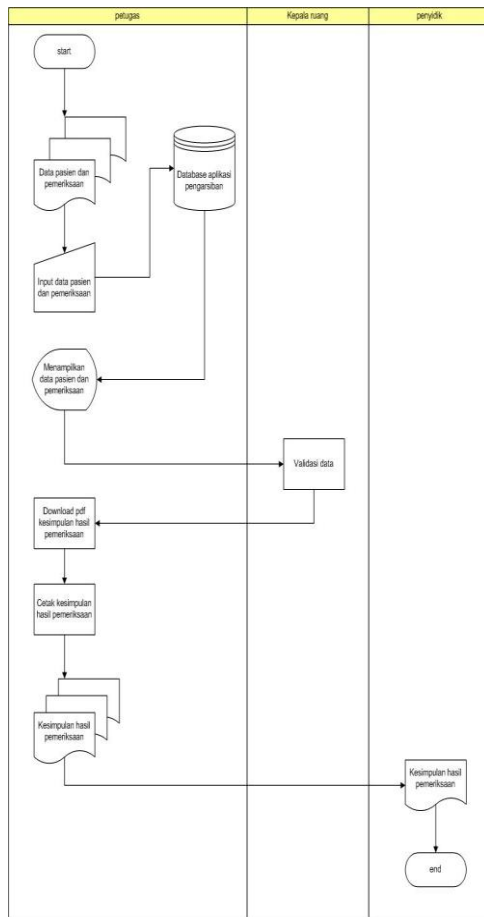 petugas
Kepala ruang
penyidik
start
Data pasien dan
pemeriksaan
Database aplikasi
pengarsiban
Input data pasien
dan pemeriksaan
Menampilkan
data pasien dan
pemeriksaan
Validasi data
Download pdf
kesimpulan hasil
pemeriksaan
Cetak kesimpulan
hasil pemeriksaan
Kesimpulan hasil
pemeriksaan
Kesimpulan hasil
pemeriksaan
end